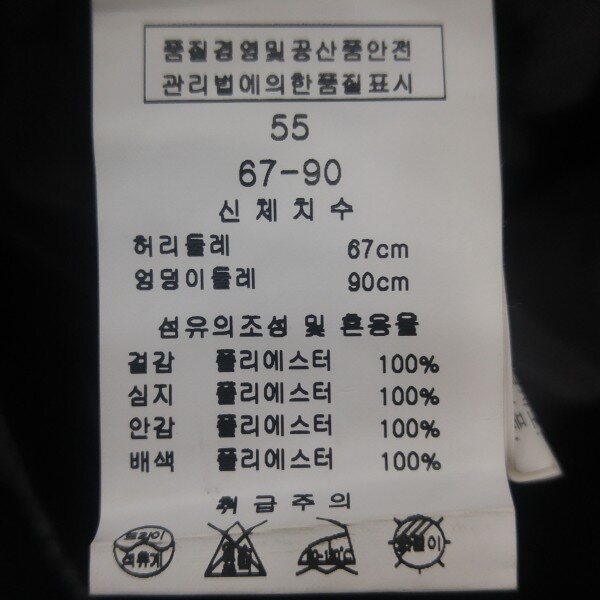 품질경영및공산품안전
관리법에의한품질표시
55
67-90
신체치수
허리둘레 67cm
엉덩이둘레 90cm
섬유의조성 및 혼용율
겉감 폴리에스터 100%
심지 폴리에스터 100%
안감 폴리에스터 100%
배색 폴리에스터 100%
취급주의
드라이